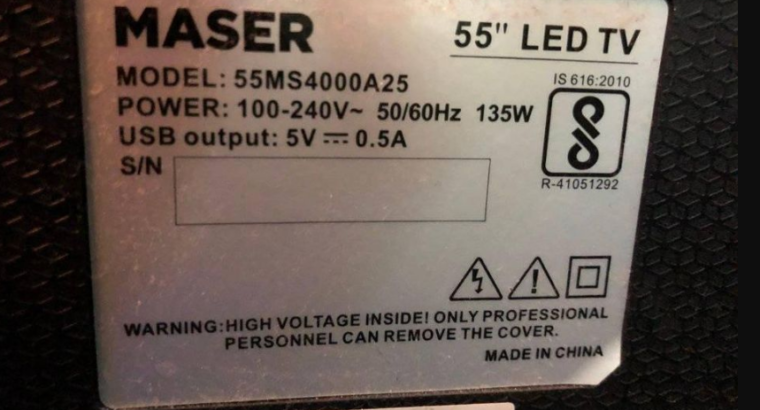 MASER
55" LED TV
MODEL: 55MS4000A25
POWER: 100-240V~ 50/60Hz 135W
USB output: 5V ⎓ 0.5A
S/N
IS 616:2010
R-41051292
WARNING:HIGH VOLTAGE INSIDE! ONLY PROFESSIONAL
PERSONNEL CAN REMOVE THE COVER.
MADE IN CHINA